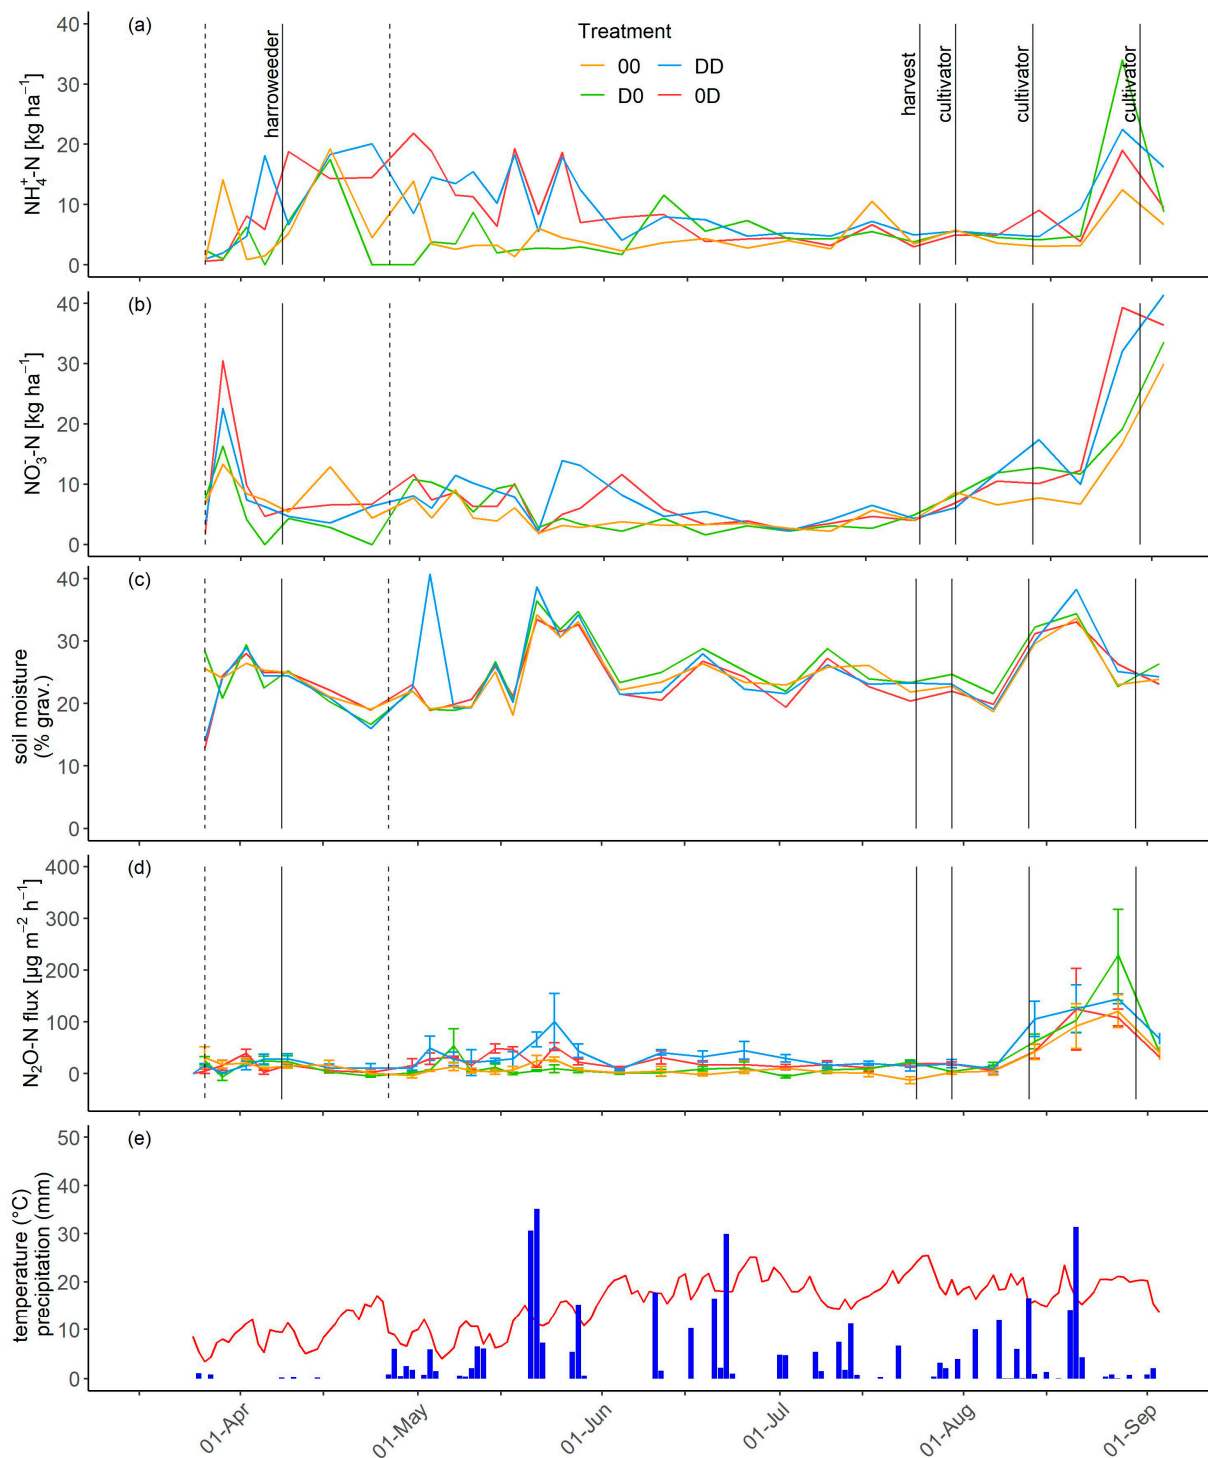 (a)
Treatment
00
DD
D0
0D
harroweeder
harvest
cultivator
cultivator
cultivator
NH₄⁺-N [kg ha⁻¹]
40
30
20
10
0
(b)
NO₃⁻-N [kg ha⁻¹]
40
30
20
10
0
(c)
soil moisture
(% grav.)
40
30
20
10
0
(d)
N₂O-N flux [µg m⁻² h⁻¹]
400
300
200
100
0
(e)
temperature (°C)
precipitation (mm)
50
40
30
20
10
0
01-Apr
01-May
01-Jun
01-Jul
01-Aug
01-Sep